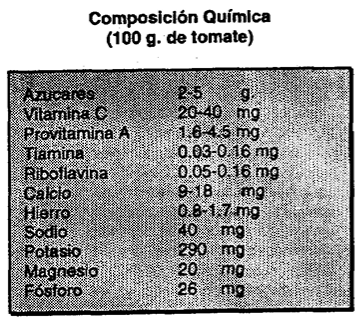 Composición Química
(100 g. de tomate)
Azucares 2-5 g
Vitamina C 20-40 mg
Provitamina A 1.6-4.5 mg
Tiamina 0.03-0.16 mg
Riboflavina 0.05-0.16 mg
Calcio 9-18 mg
Hierro 0.8-1.7 mg
Sodio 40 mg
Potasio 290 mg
Magnesio 20 mg
Fósforo 26 mg